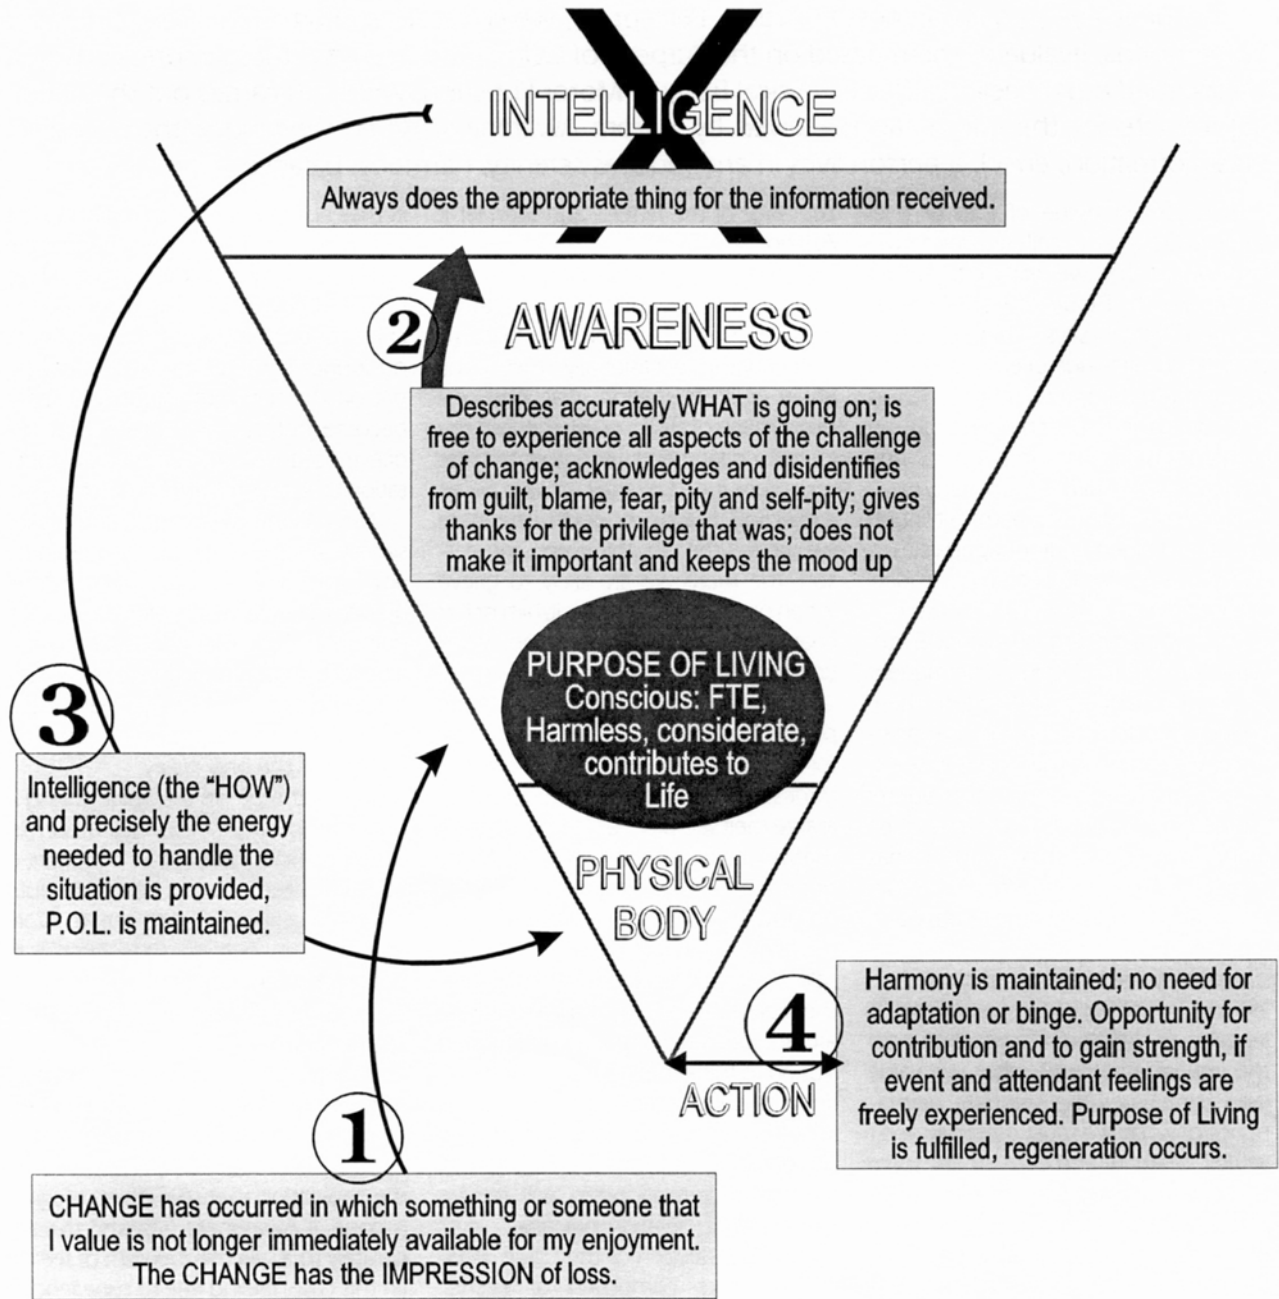 X
INTELLIGENCE
Always does the appropriate thing for the information received.
2
AWARENESS
Describes accurately WHAT is going on; is
free to experience all aspects of the challenge
of change; acknowledges and disidentifies
from guilt, blame, fear, pity and self-pity; gives
thanks for the privilege that was; does not
make it important and keeps the mood up
PURPOSE OF LIVING
Conscious: FTE,
Harmless, considerate,
contributes to
Life
3
Intelligence (the “HOW”)
and precisely the energy
needed to handle the
situation is provided,
P.O.L. is maintained.
PHYSICAL
BODY
4
ACTION
Harmony is maintained; no need for
adaptation or binge. Opportunity for
contribution and to gain strength, if
event and attendant feelings are
freely experienced. Purpose of Living
is fulfilled, regeneration occurs.
1
CHANGE has occurred in which something or someone that
I value is not longer immediately available for my enjoyment.
The CHANGE has the IMPRESSION of loss.